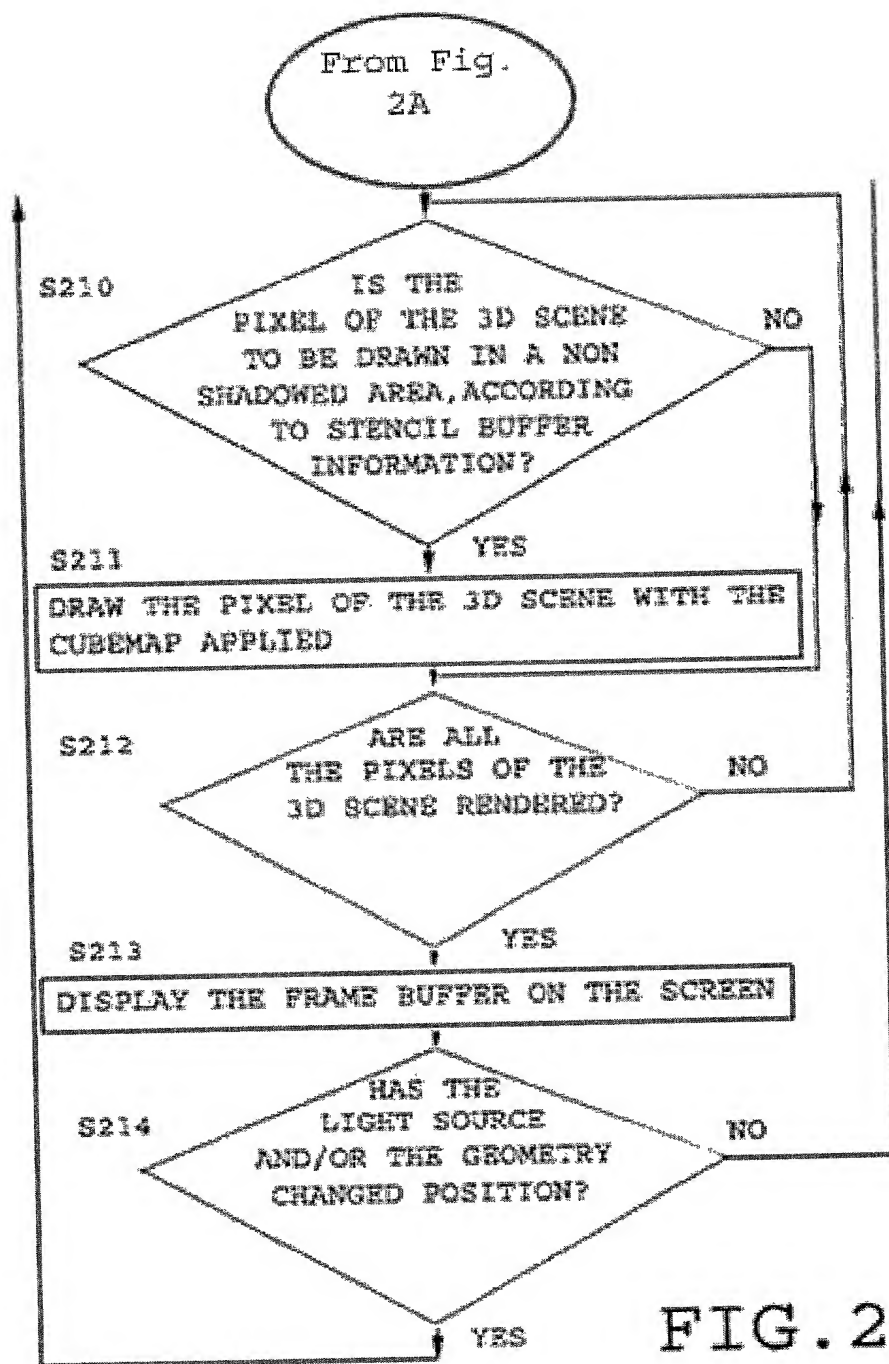 From Fig.
2A
S210
IS THE
PIXEL OF THE 3D SCENE
TO BE DRAWN IN A NON
SHADOWED AREA,ACCORDING
TO STENCIL BUFFER
INFORMATION?
NO
YES
S211
DRAW THE PIXEL OF THE 3D SCENE WITH THE
CUBEMAP APPLIED
S212
ARE ALL
THE PIXELS OF THE
3D SCENE RENDERED?
NO
YES
S213
DISPLAY THE FRAME BUFFER ON THE SCREEN
S214
HAS THE
LIGHT SOURCE
AND/OR THE GEOMETRY
CHANGED POSITION?
NO
YES
FIG.2